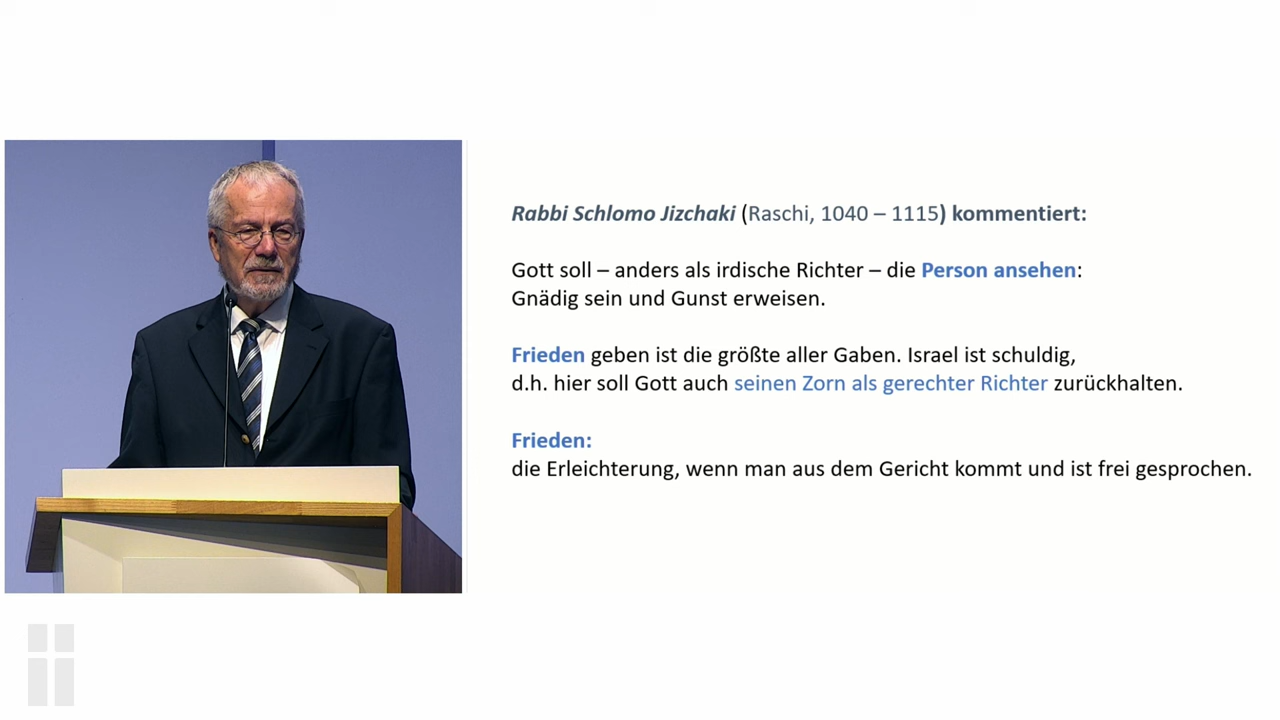 Rabbi Schlomo Jizchaki (Raschi, 1040 – 1115) kommentiert:
Gott soll – anders als irdische Richter – die Person ansehen:
Gnädig sein und Gunst erweisen.
Frieden geben ist die größte aller Gaben. Israel ist schuldig,
d.h. hier soll Gott auch seinen Zorn als gerechter Richter zurückhalten.
Frieden:
die Erleichterung, wenn man aus dem Gericht kommt und ist frei gesprochen.